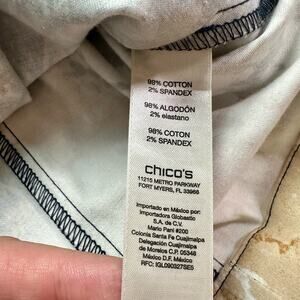 98% COTTON
2% SPANDEX
98% ALGODÓN
2% elastano
98% COTON
2% SPANDEX
chico's
11215 METRO PARKWAY
FORT MYERS, FL 33966
Importado en México por:
Importadora Globastic
S.A. de C.V.
Mario Pani #200
Colonia Santa Fe Cuajimalpa
Delegación Cuajimalpa
de Morelos C.P. 05348
México D.F. México
RFC: IGL090327SE5